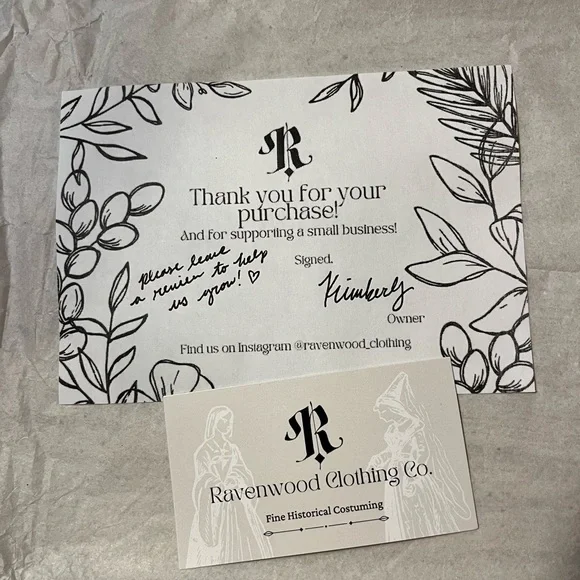 R
Thank you for your
purchase!
And for supporting a small business!
please leave
a review to help
us grow! ♡
Signed,
Kimberly
Owner
Find us on Instagram @ravenwood_clothing
R
Ravenwood Clothing Co.
Fine Historical Costuming